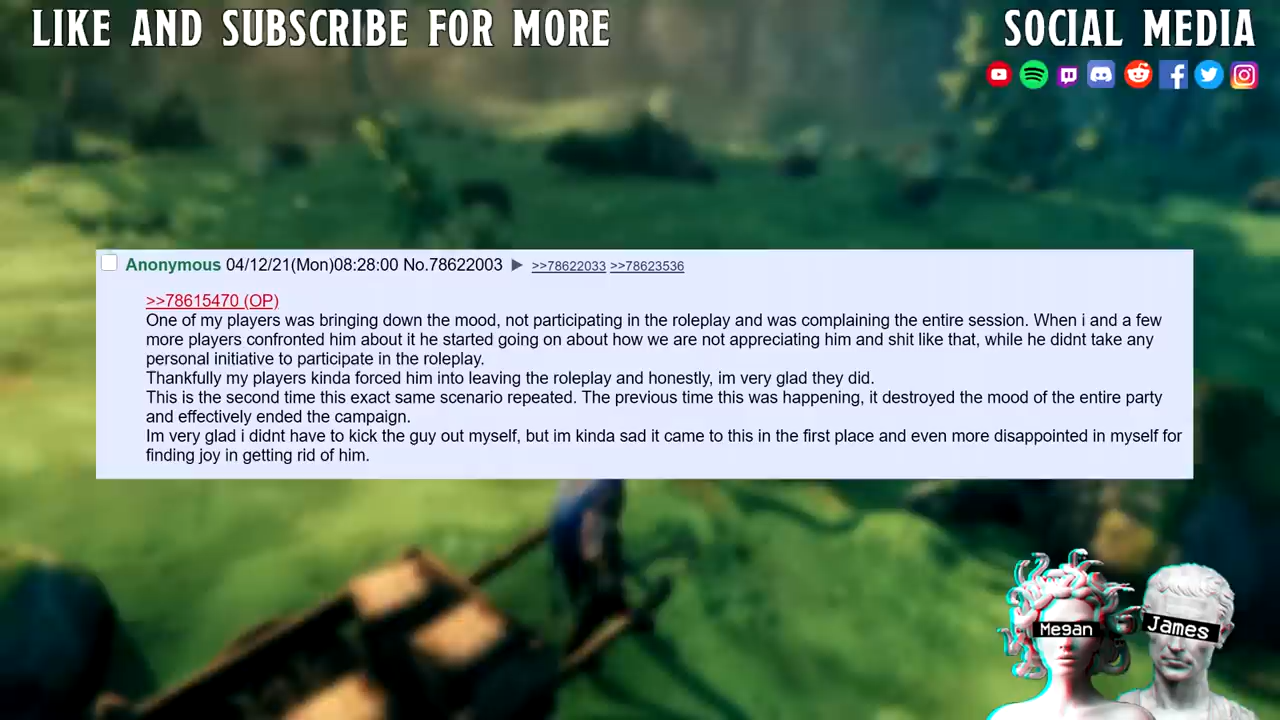 LIKE AND SUBSCRIBE FOR MORE
SOCIAL MEDIA
Anonymous 04/12/21(Mon)08:28:00 No.78622003 ▶ >>78622033 >>78623536
>>78615470 (OP)
One of my players was bringing down the mood, not participating in the roleplay and was complaining the entire session. When i and a few
more players confronted him about it he started going on about how we are not appreciating him and shit like that, while he didnt take any
personal initiative to participate in the roleplay.
Thankfully my players kinda forced him into leaving the roleplay and honestly, im very glad they did.
This is the second time this exact same scenario repeated. The previous time this was happening, it destroyed the mood of the entire party
and effectively ended the campaign.
Im very glad i didnt have to kick the guy out myself, but im kinda sad it came to this in the first place and even more disappointed in myself for
finding joy in getting rid of him.
Megan
James